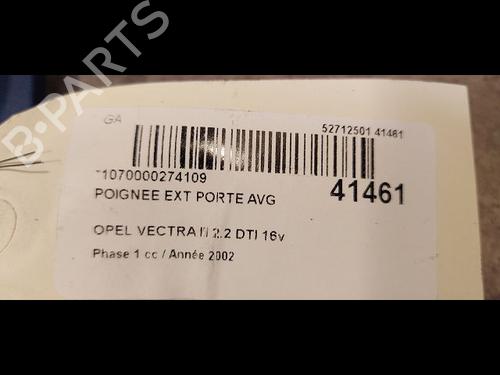 GA
52712501 41461
*1070000274109
POIGNEE EXT PORTE AVG
41461
OPEL VECTRA III 2.2 DTI 16v
Phase 1 cc / Année 2002
B-PARTS